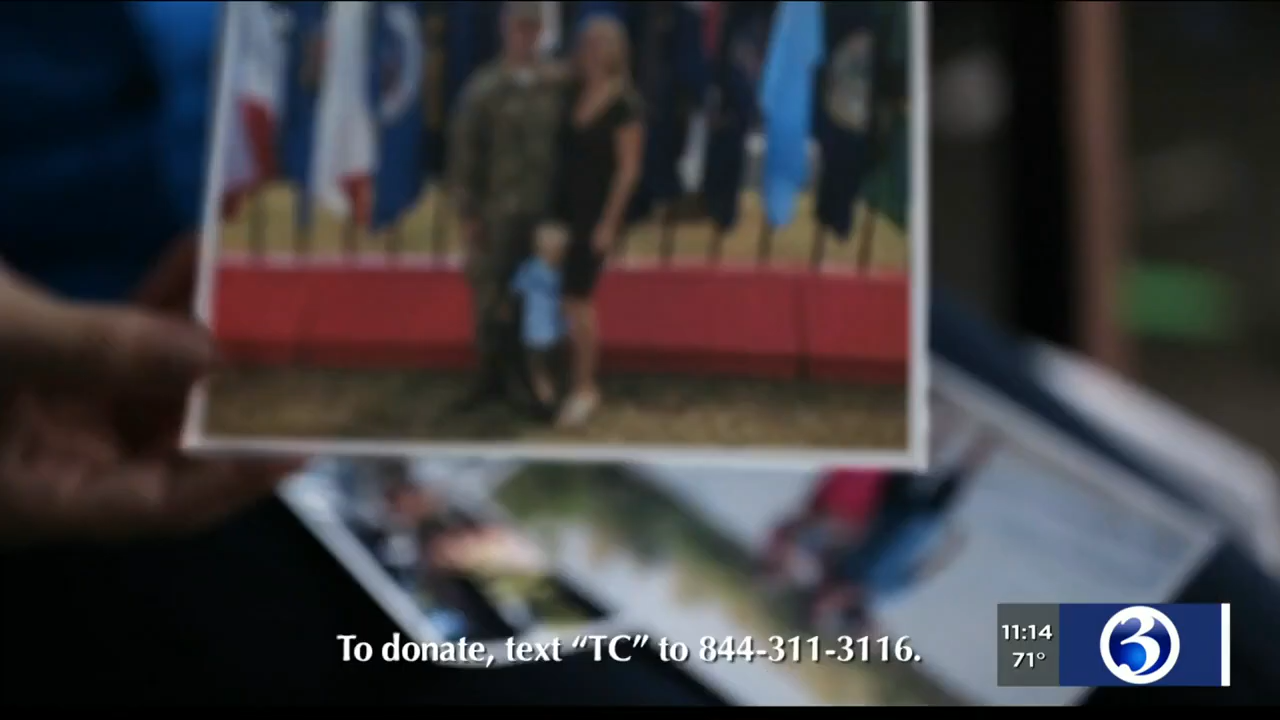 To donate, text “TC” to 844-311-3116.
11:14
71°
3